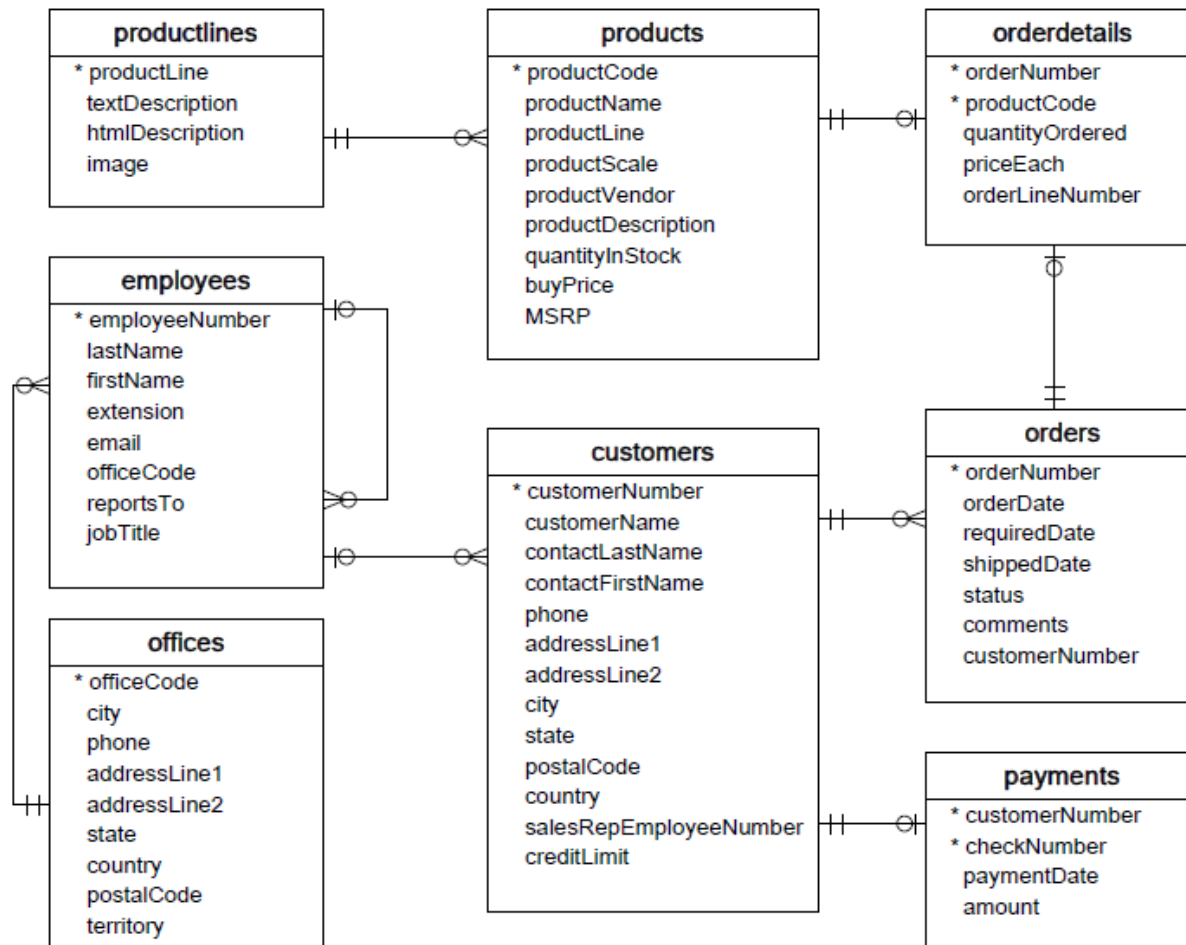 productlines
* productLine
textDescription
htmlDescription
image
products
* productCode
productName
productLine
productScale
productVendor
productDescription
quantityInStock
buyPrice
MSRP
orderdetails
* orderNumber
* productCode
quantityOrdered
priceEach
orderLineNumber
employees
* employeeNumber
lastName
firstName
extension
email
officeCode
reportsTo
jobTitle
customers
* customerNumber
customerName
contactLastName
contactFirstName
phone
addressLine1
addressLine2
city
state
postalCode
country
salesRepEmployeeNumber
creditLimit
orders
* orderNumber
orderDate
requiredDate
shippedDate
status
comments
customerNumber
offices
* officeCode
city
phone
addressLine1
addressLine2
state
country
postalCode
territory
payments
* customerNumber
* checkNumber
paymentDate
amount